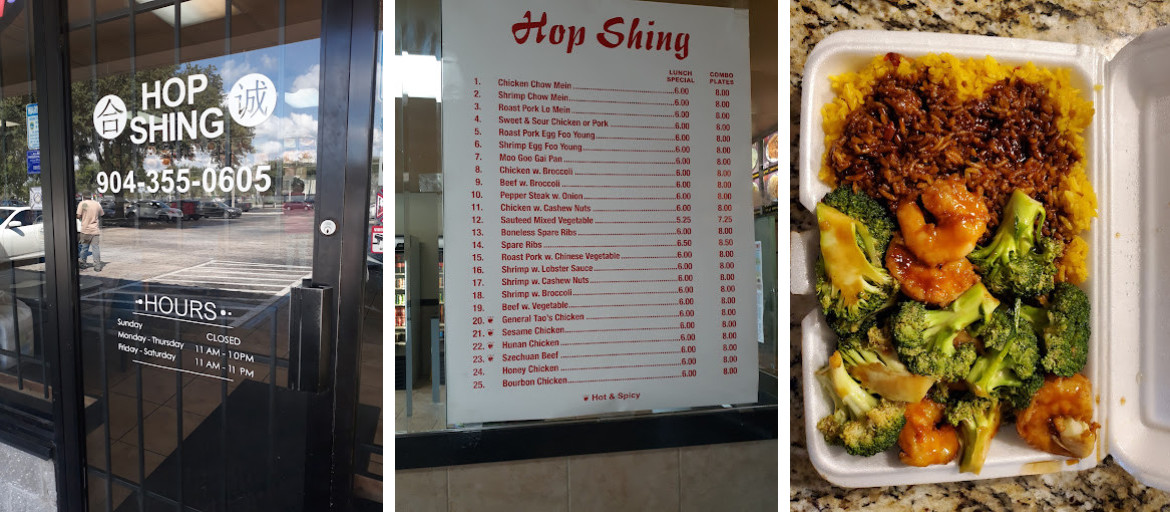 HOP
合 SHING 诚
904-355-0605
HOURS
Sunday CLOSED
Monday - Thursday 11 AM - 10 PM
Friday - Saturday 11 AM - 11 PM
Hop Shing
LUNCH SPECIAL COMBO PLATES
1. Chicken Chow Mein 6.00 8.00
2. Shrimp Chow Mein 6.00 8.00
3. Roast Pork Lo Mein 6.00 8.00
4. Sweet & Sour Chicken or Pork 6.00 8.00
5. Roast Pork Egg Foo Young 6.00 8.00
6. Shrimp Egg Foo Young 6.00 8.00
7. Moo Goo Gai Pan 6.00 8.00
8. Chicken w. Broccoli 6.00 8.00
9. Beef w. Broccoli 6.00 8.00
10. Pepper Steak w. Onion 6.00 8.00
11. Chicken w. Cashew Nuts 6.00 8.00
12. Sauteed Mixed Vegetable 5.25 7.25
13. Boneless Spare Ribs 6.00 8.00
14. Spare Ribs 6.50 8.50
15. Roast Pork w. Chinese Vegetable 6.00 8.00
16. Shrimp w. Lobster Sauce 6.00 8.00
17. Shrimp w. Cashew Nuts 6.00 8.00
18. Shrimp w. Broccoli 6.00 8.00
19. Beef w. Vegetable 6.00 8.00
20. General Tao's Chicken 6.00 8.00
21. Sesame Chicken 6.00 8.00
22. Hunan Chicken 6.00 8.00
23. Szechuan Beef 6.00 8.00
24. Honey Chicken 6.00 8.00
25. Bourbon Chicken 6.00 8.00
Hot & Spicy